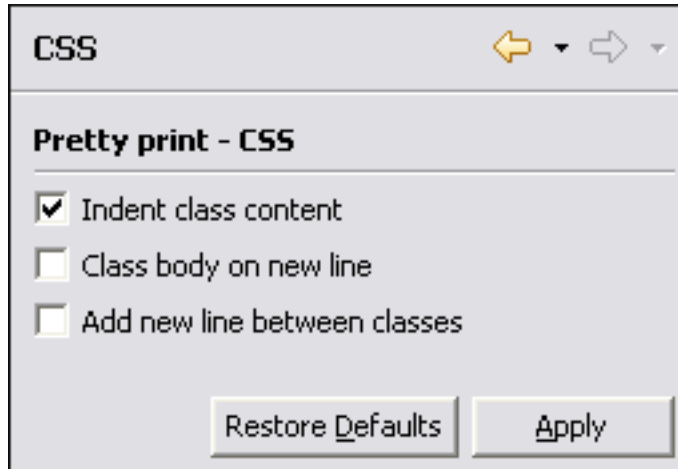 CSS
Pretty print - CSS
Indent class content
Class body on new line
Add new line between classes
Restore Defaults Apply